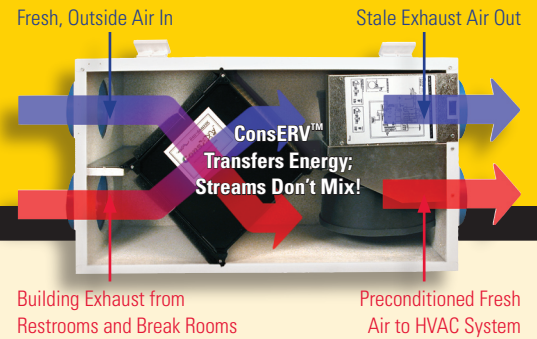 Fresh, Outside Air In
Stale Exhaust Air Out
ConsERV™
Transfers Energy;
Streams Don't Mix!
Building Exhaust from
Restrooms and Break Rooms
Preconditioned Fresh
Air to HVAC System